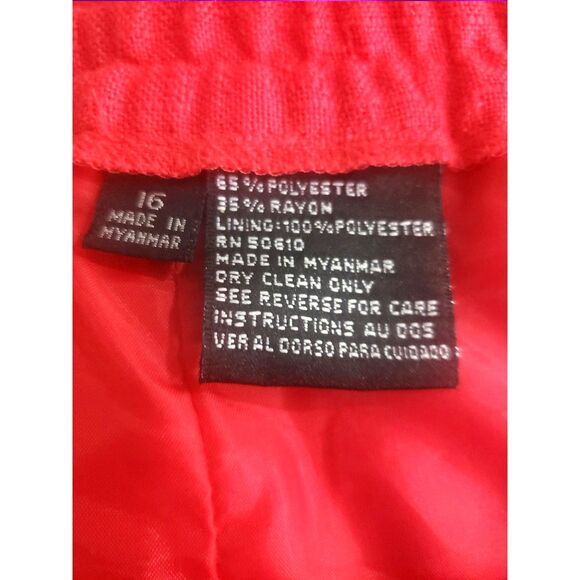 16
MADE IN
MYANMAR
65% POLYESTER
35% RAYON
LINING:100%POLYESTER
RN 50610
MADE IN MYANMAR
DRY CLEAN ONLY
SEE REVERSE FOR CARE
INSTRUCTIONS AU DOS
VER AL DORSO PARA CUIDADO